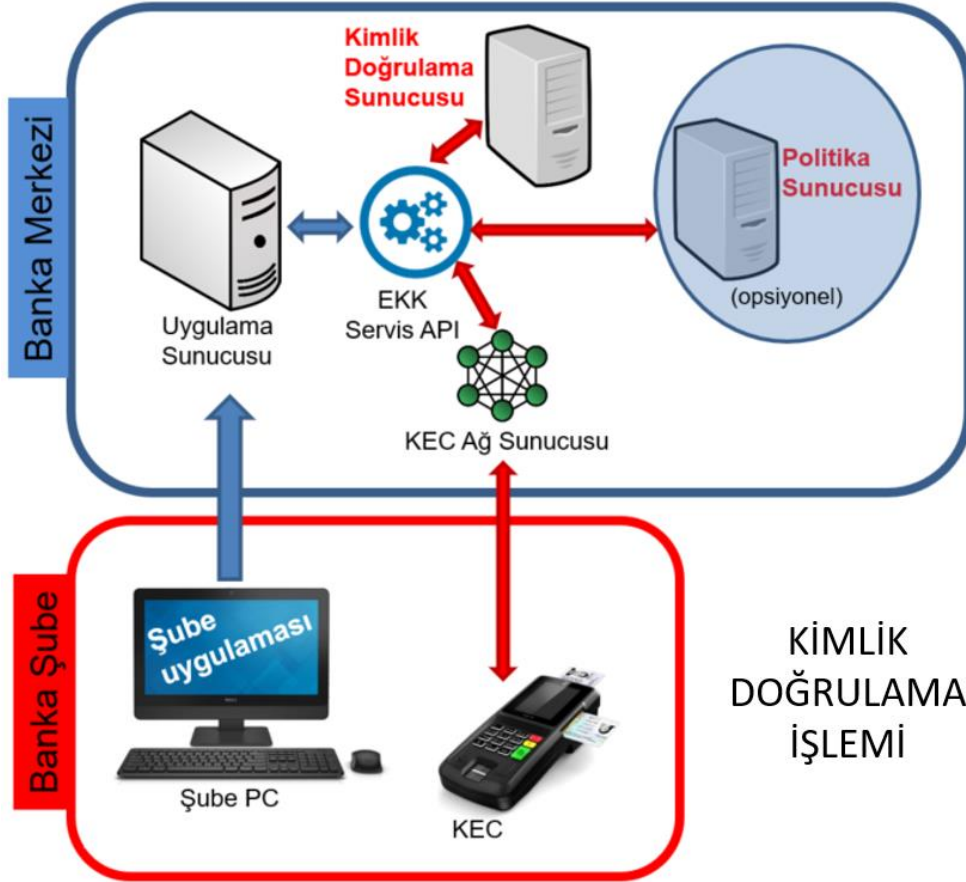 Banka Merkezi
Kimlik
Doğrulama
Sunucusu
Politika
Sunucusu
(opsiyonel)
Uygulama
Sunucusu
EKK
Servis API
KEC Ağ Sunucusu
Banka Şube
Şube
uygulaması
Şube PC
KEC
KİMLİK
DOĞRULAMA
İŞLEMİ